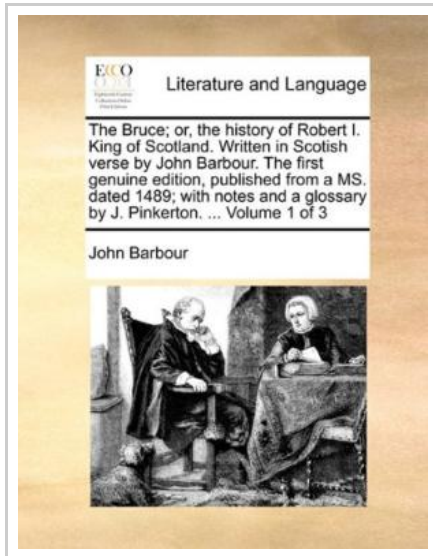 ECCO
Literature and Language
The Bruce; or, the history of Robert I.
King of Scotland. Written in Scotish
verse by John Barbour. The first
genuine edition, published from a MS.
dated 1489; with notes and a glossary
by J. Pinkerton. ... Volume 1 of 3
John Barbour